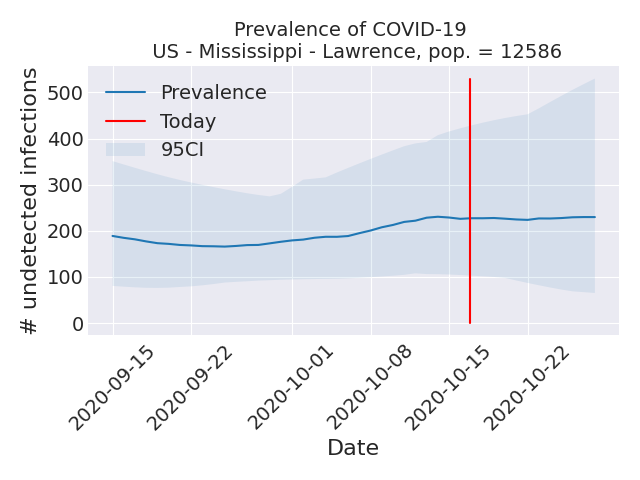 Prevalence of COVID-19
US - Mississippi - Lawrence, pop. = 12586
# undetected infections
500
400
300
200
100
0
Prevalence
Today
95CI
2020-09-15
2020-09-22
2020-10-01
2020-10-08
2020-10-15
2020-10-22
Date